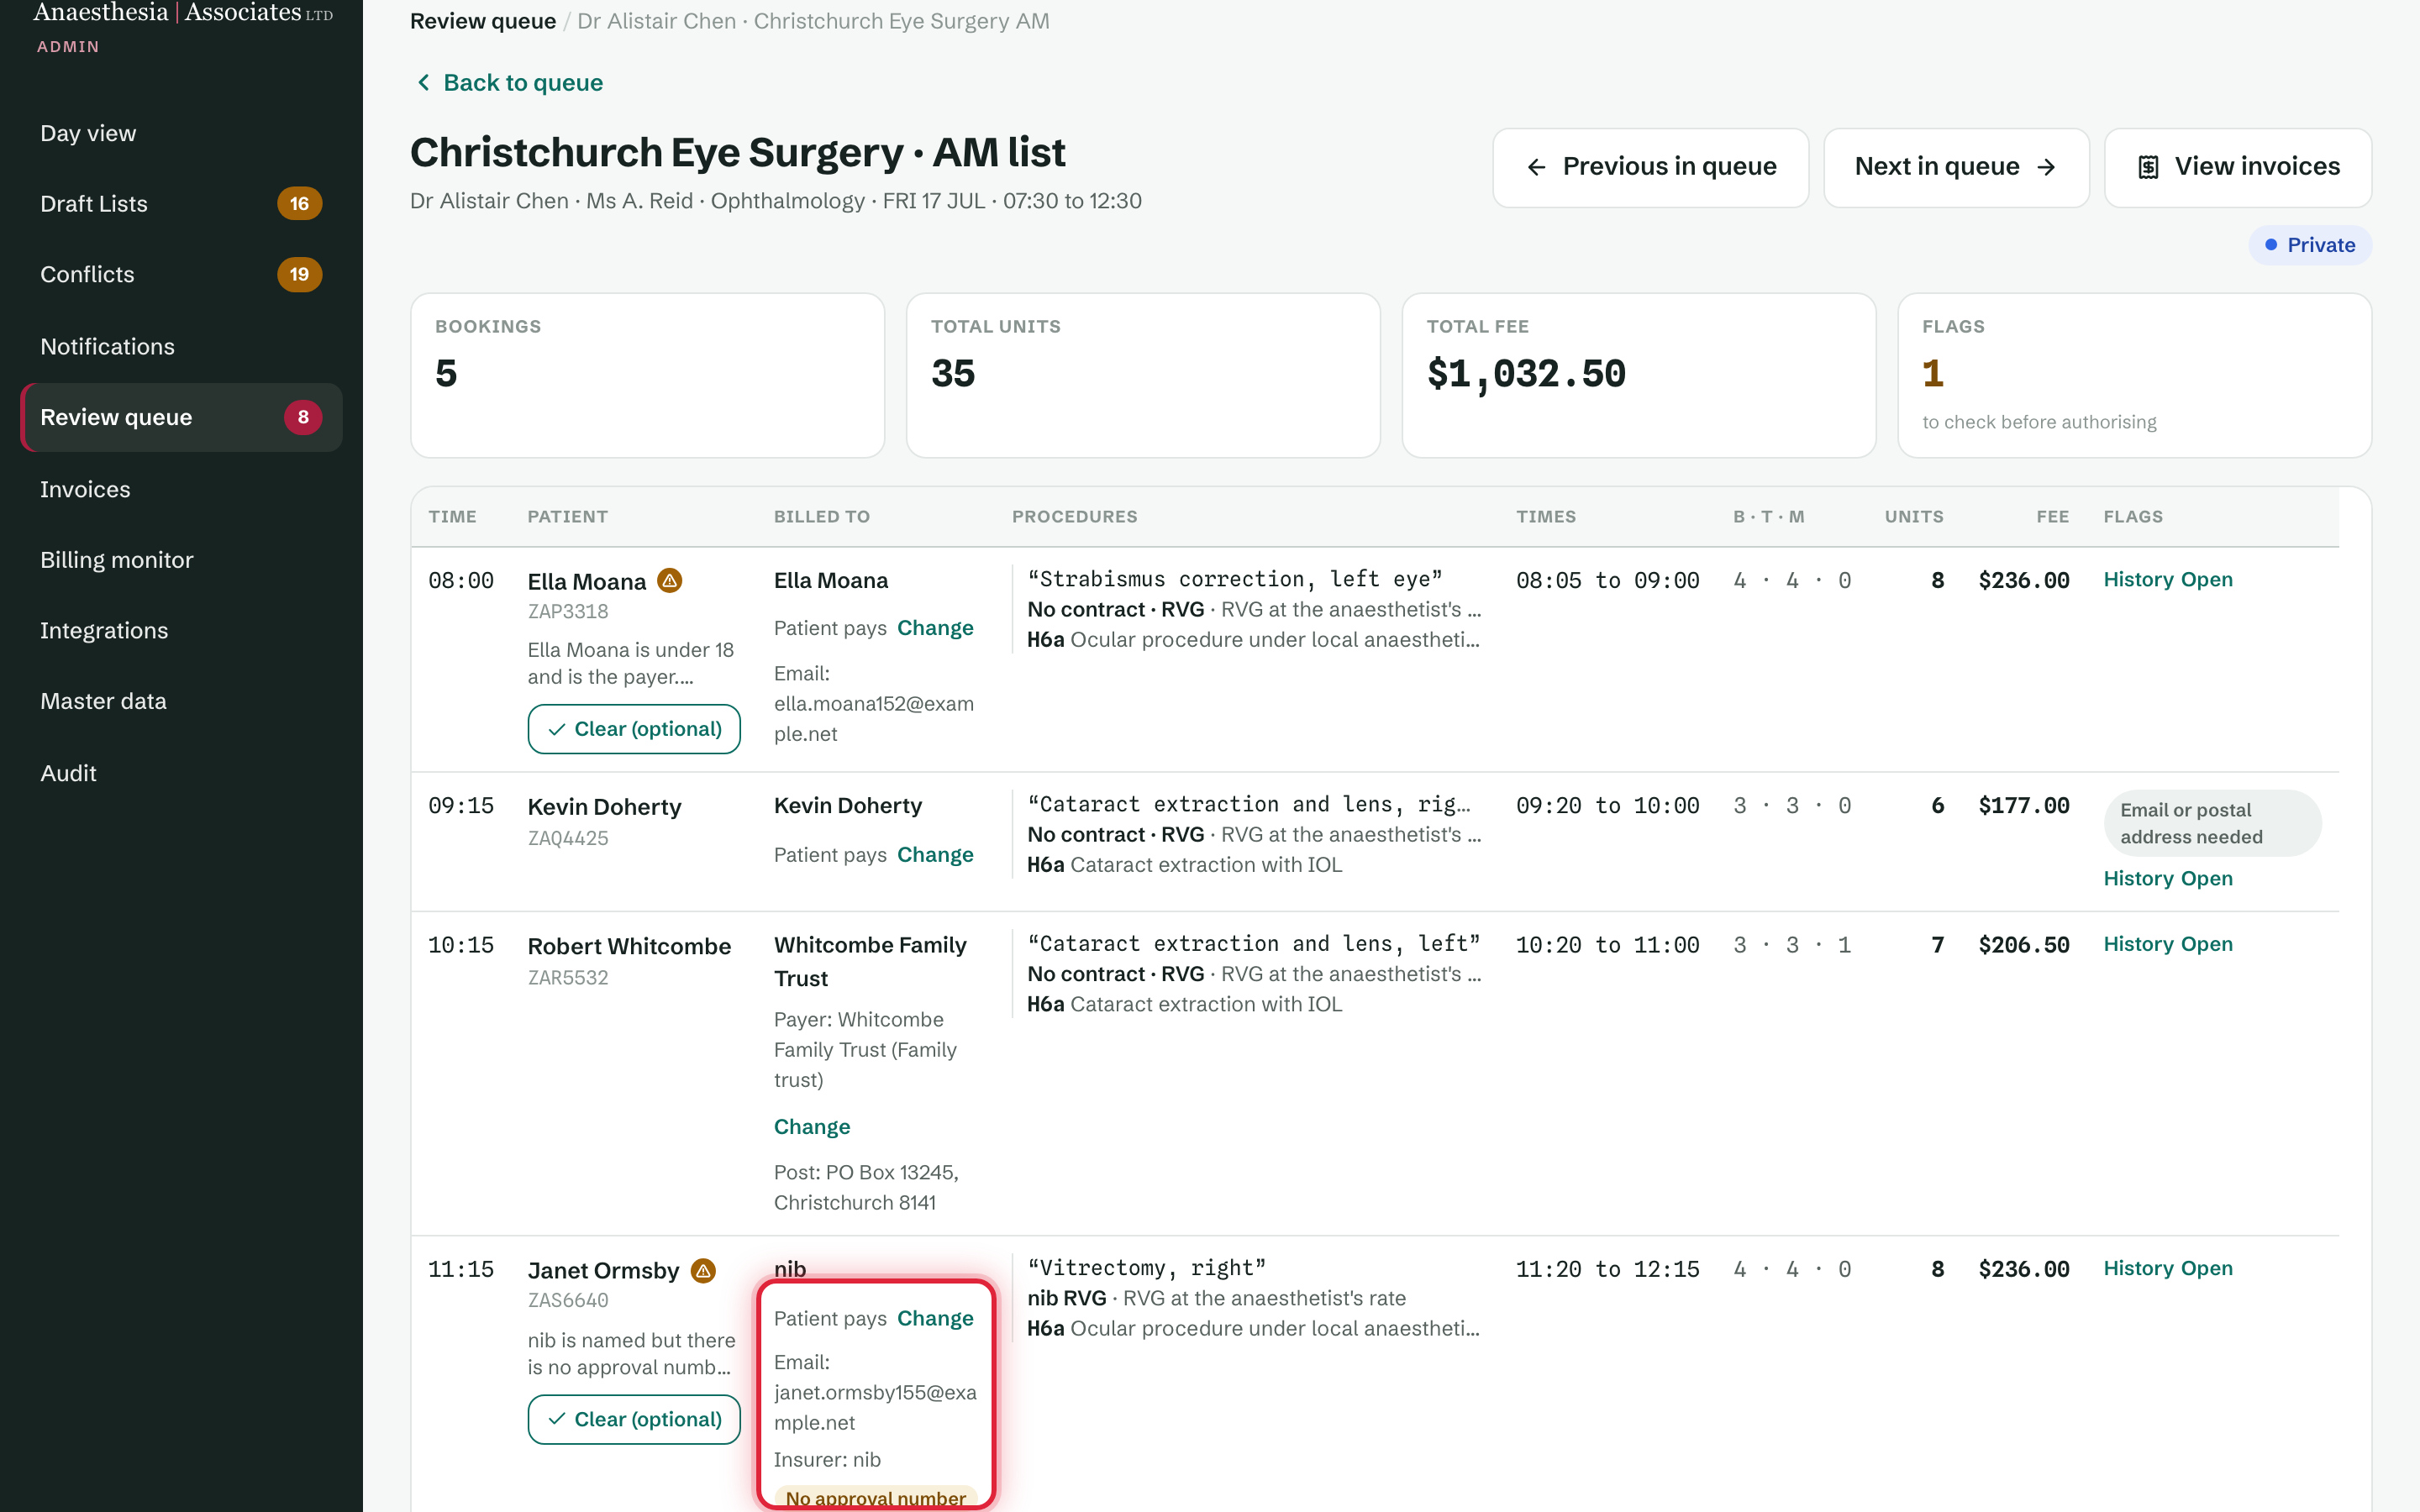 Anaesthesia | Associates LTD
ADMIN
Day view
Draft Lists 16
Conflicts 19
Notifications
Review queue 8
Invoices
Billing monitor
Integrations
Master data
Audit
Review queue / Dr Alistair Chen · Christchurch Eye Surgery AM
Back to queue
Christchurch Eye Surgery · AM list
Dr Alistair Chen · Ms A. Reid · Ophthalmology · FRI 17 JUL · 07:30 to 12:30
← Previous in queue
Next in queue →
View invoices
Private
BOOKINGS
5
TOTAL UNITS
35
TOTAL FEE
$1,032.50
FLAGS
1
to check before authorising
TIME PATIENT BILLED TO PROCEDURES TIMES B · T · M UNITS FEE FLAGS
08:00
Ella Moana
ZAP3318
Ella Moana is under 18
and is the payer....
Clear (optional)
Ella Moana
Patient pays Change
Email:
ella.moana152@exam
ple.net
“Strabismus correction, left eye”
No contract · RVG · RVG at the anaesthetist's ...
H6a Ocular procedure under local anaestheti...
08:05 to 09:00
4 · 4 · 0
8
$236.00
History Open
09:15
Kevin Doherty
ZAQ4425
Kevin Doherty
Patient pays Change
“Cataract extraction and lens, rig...
No contract · RVG · RVG at the anaesthetist's ...
H6a Cataract extraction with IOL
09:20 to 10:00
3 · 3 · 0
6
$177.00
Email or postal
address needed
History Open
10:15
Robert Whitcombe
ZAR5532
Whitcombe Family
Trust
Payer: Whitcombe
Family Trust (Family
trust)
Change
Post: PO Box 13245,
Christchurch 8141
“Cataract extraction and lens, left”
No contract · RVG · RVG at the anaesthetist's ...
H6a Cataract extraction with IOL
10:20 to 11:00
3 · 3 · 1
7
$206.50
History Open
11:15
Janet Ormsby
ZAS6640
nib is named but there
is no approval numb...
Clear (optional)
nib
Patient pays Change
Email:
janet.ormsby155@exa
mple.net
Insurer: nib
No approval number
“Vitrectomy, right”
nib RVG · RVG at the anaesthetist's rate
H6a Ocular procedure under local anaestheti...
11:20 to 12:15
4 · 4 · 0
8
$236.00
History Open